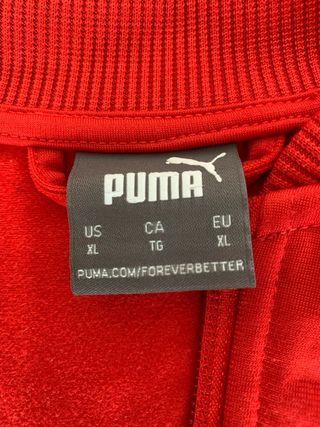 PUMA
US CA EU
XL TG XL
PUMA.COM/FOREVERBETTER